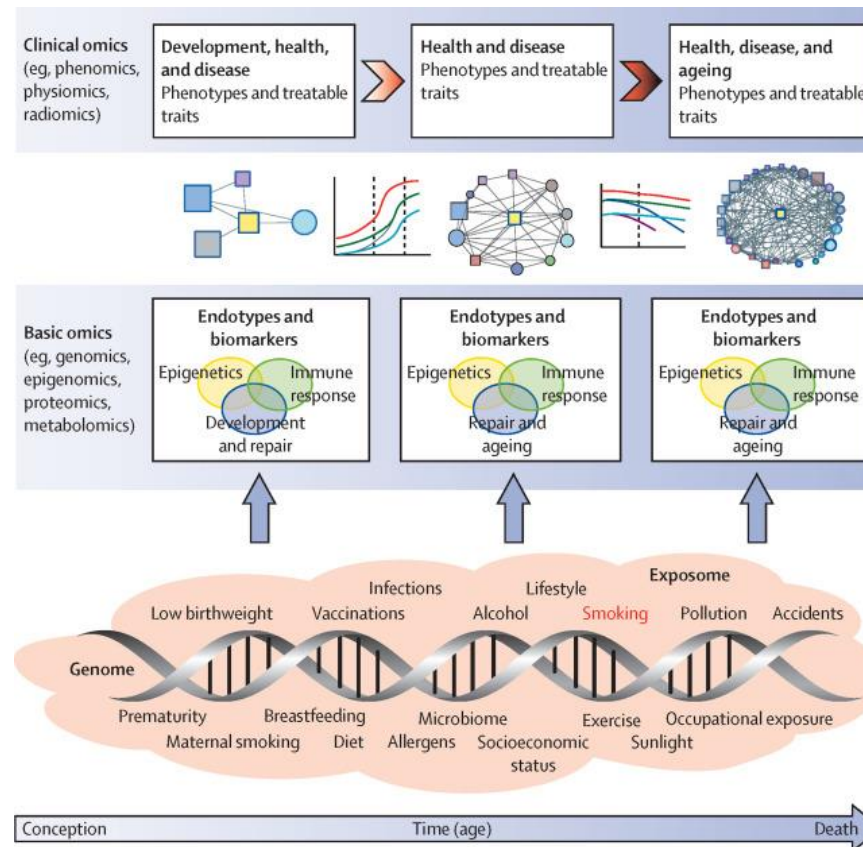 Clinical omics
(eg, phenomics,
physiomics,
radiomics)
Development, health,
and disease
Phenotypes and treatable
traits
Health and disease
Phenotypes and treatable
traits
Health, disease, and
ageing
Phenotypes and treatable
traits
Basic omics
(eg, genomics,
epigenomics,
proteomics,
metabolomics)
Endotypes and
biomarkers
Epigenetics
Immune
response
Development
and repair
Endotypes and
biomarkers
Epigenetics
Immune
response
Repair and
ageing
Endotypes and
biomarkers
Epigenetics
Immune
response
Repair and
ageing
Exposome
Infections
Lifestyle
Low birthweight
Vaccinations
Alcohol
Smoking
Pollution
Accidents
Genome
Prematurity
Breastfeeding
Microbiome
Exercise
Occupational exposure
Maternal smoking
Diet
Allergens
Socioeconomic
status
Sunlight
Conception
Time (age)
Death